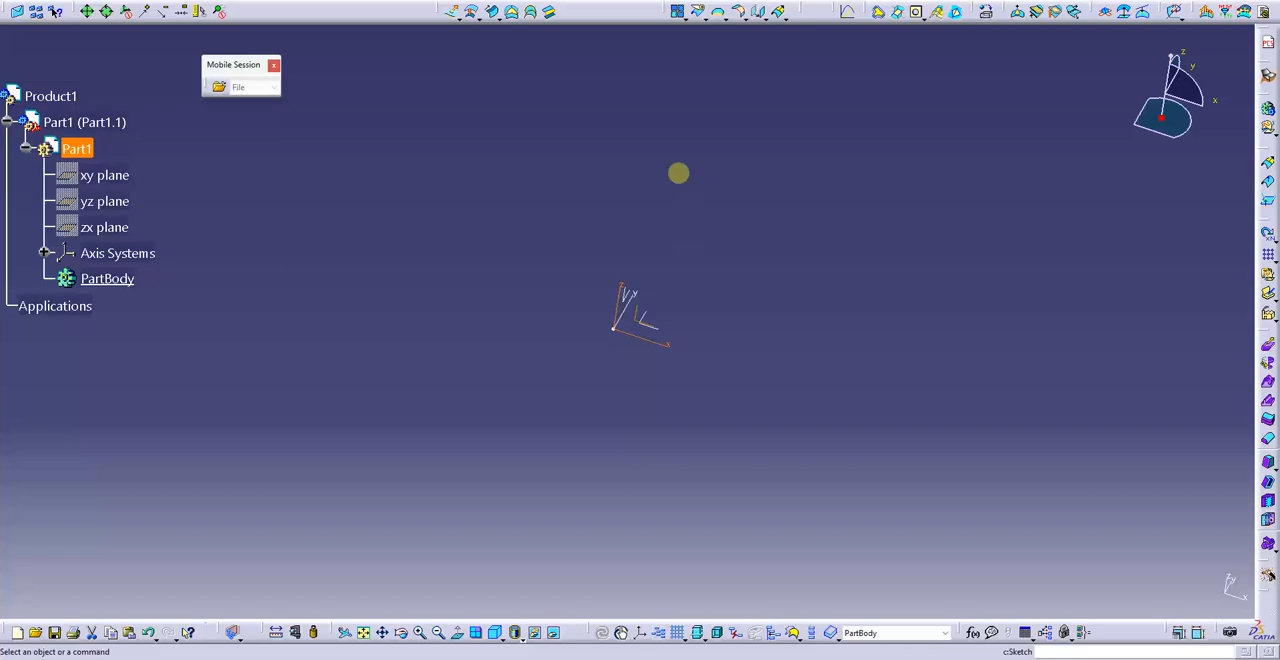 Mobile Session
File
Product1
Part1 (Part1.1)
Part1
xy plane
yz plane
zx plane
Axis Systems
PartBody
Applications
z
y
x
z
y
x
z
y
x
PartBody
f(x)
CATIA
Select an object or a command
c:Sketch